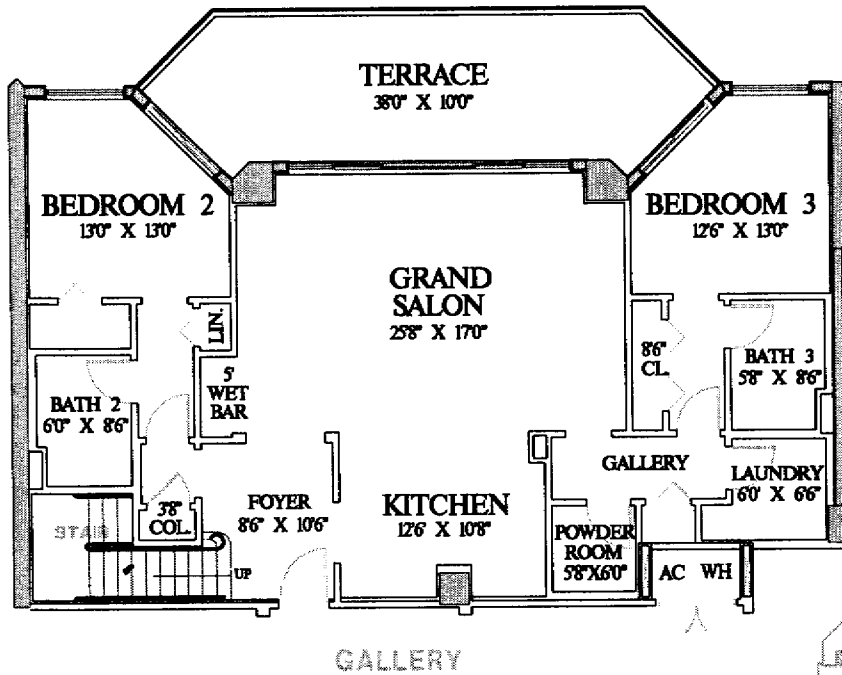 TERRACE
38'0" X 10'0"
BEDROOM 2
13'0" X 13'0"
BEDROOM 3
12'6" X 13'0"
GRAND
SALON
25'8" X 17'0"
LIN.
8'6"
CL.
BATH 3
5'8" X 8'6"
5'
WET
BAR
BATH 2
6'0" X 8'6"
GALLERY
LAUNDRY
6'0' X 6'6"
FOYER
8'6" X 10'6"
KITCHEN
12'6' X 10'8"
3'8"
COL.
STAIR
POWDER
ROOM
5'8"X6'0"
UP
AC WH
GALLERY